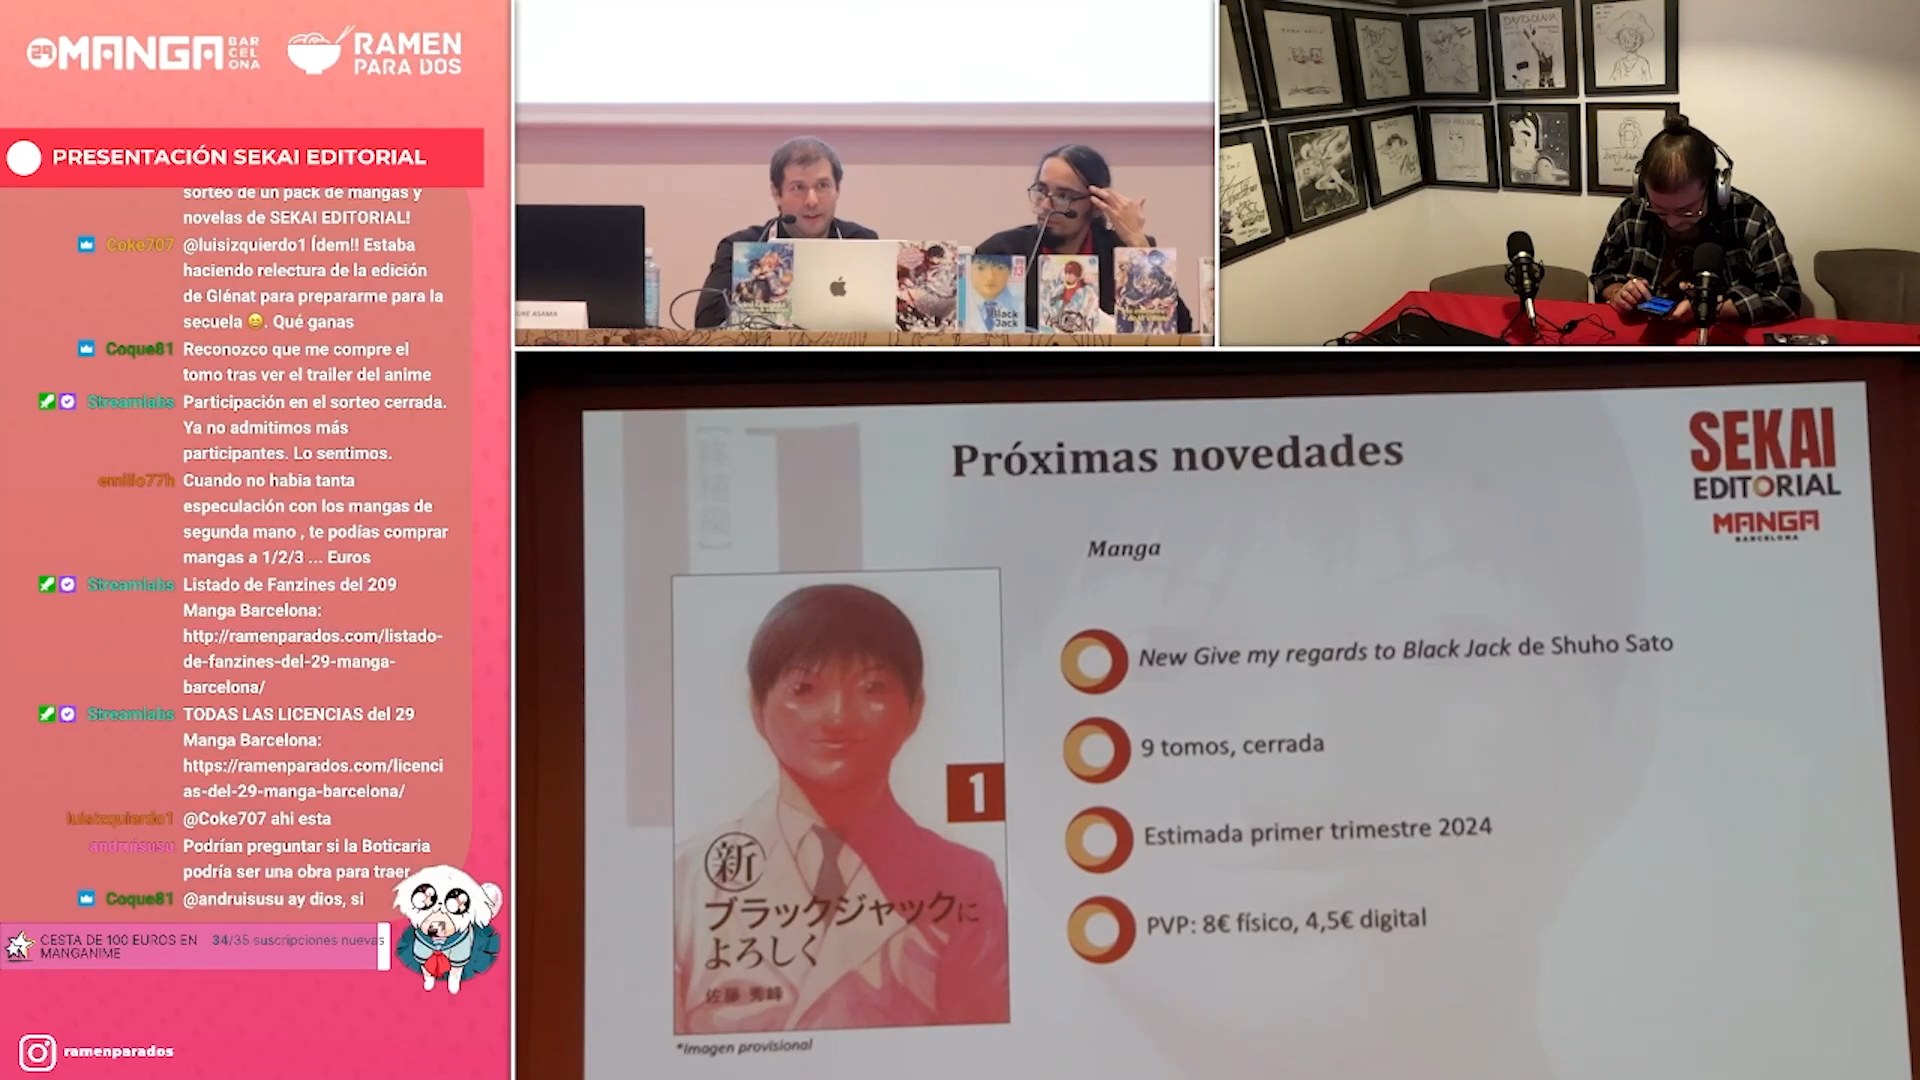 29 MANGA BAR
CEL
ONA
RAMEN
PARA DOS
PRESENTACIÓN SEKAI EDITORIAL
sorteo de un pack de mangas y
novelas de SEKAI EDITORIAL!
Coke707 @luisizquierdo1 Ídem!! Estaba
haciendo relectura de la edición
de Glénat para prepararme para la
secuela 😄. Qué ganas
Coque81 Reconozco que me compre el
tomo tras ver el trailer del anime
Streamlabs Participación en el sorteo cerrada.
Ya no admitimos más
participantes. Lo sentimos.
emilio77h Cuando no habia tanta
especulación con los mangas de
segunda mano , te podías comprar
mangas a 1/2/3 ... Euros
Streamlabs Listado de Fanzines del 209
Manga Barcelona:
http://ramenparados.com/listado-
de-fanzines-del-29-manga-
barcelona/
Streamlabs TODAS LAS LICENCIAS del 29
Manga Barcelona:
https://ramenparados.com/licenci
as-del-29-manga-barcelona/
luisizquierdo1 @Coke707 ahi esta
andruisusu Podrían preguntar si la Boticaria
podría ser una obra para traer
Coque81 @andruisusu ay dios, si
CESTA DE 100 EUROS EN
MANGANIME
34/35 suscripciones nuevas
ramenparados
UKE ASAMA
Black
Jack
Próximas novedades
SEKAI
EDITORIAL
MANGA
BARCELONA
Manga
New Give my regards to Black Jack de Shuho Sato
9 tomos, cerrada
Estimada primer trimestre 2024
PVP: 8€ físico, 4,5€ digital
1
新
ブラックジャックに
よろしく
佐藤 秀峰
*Imagen provisional